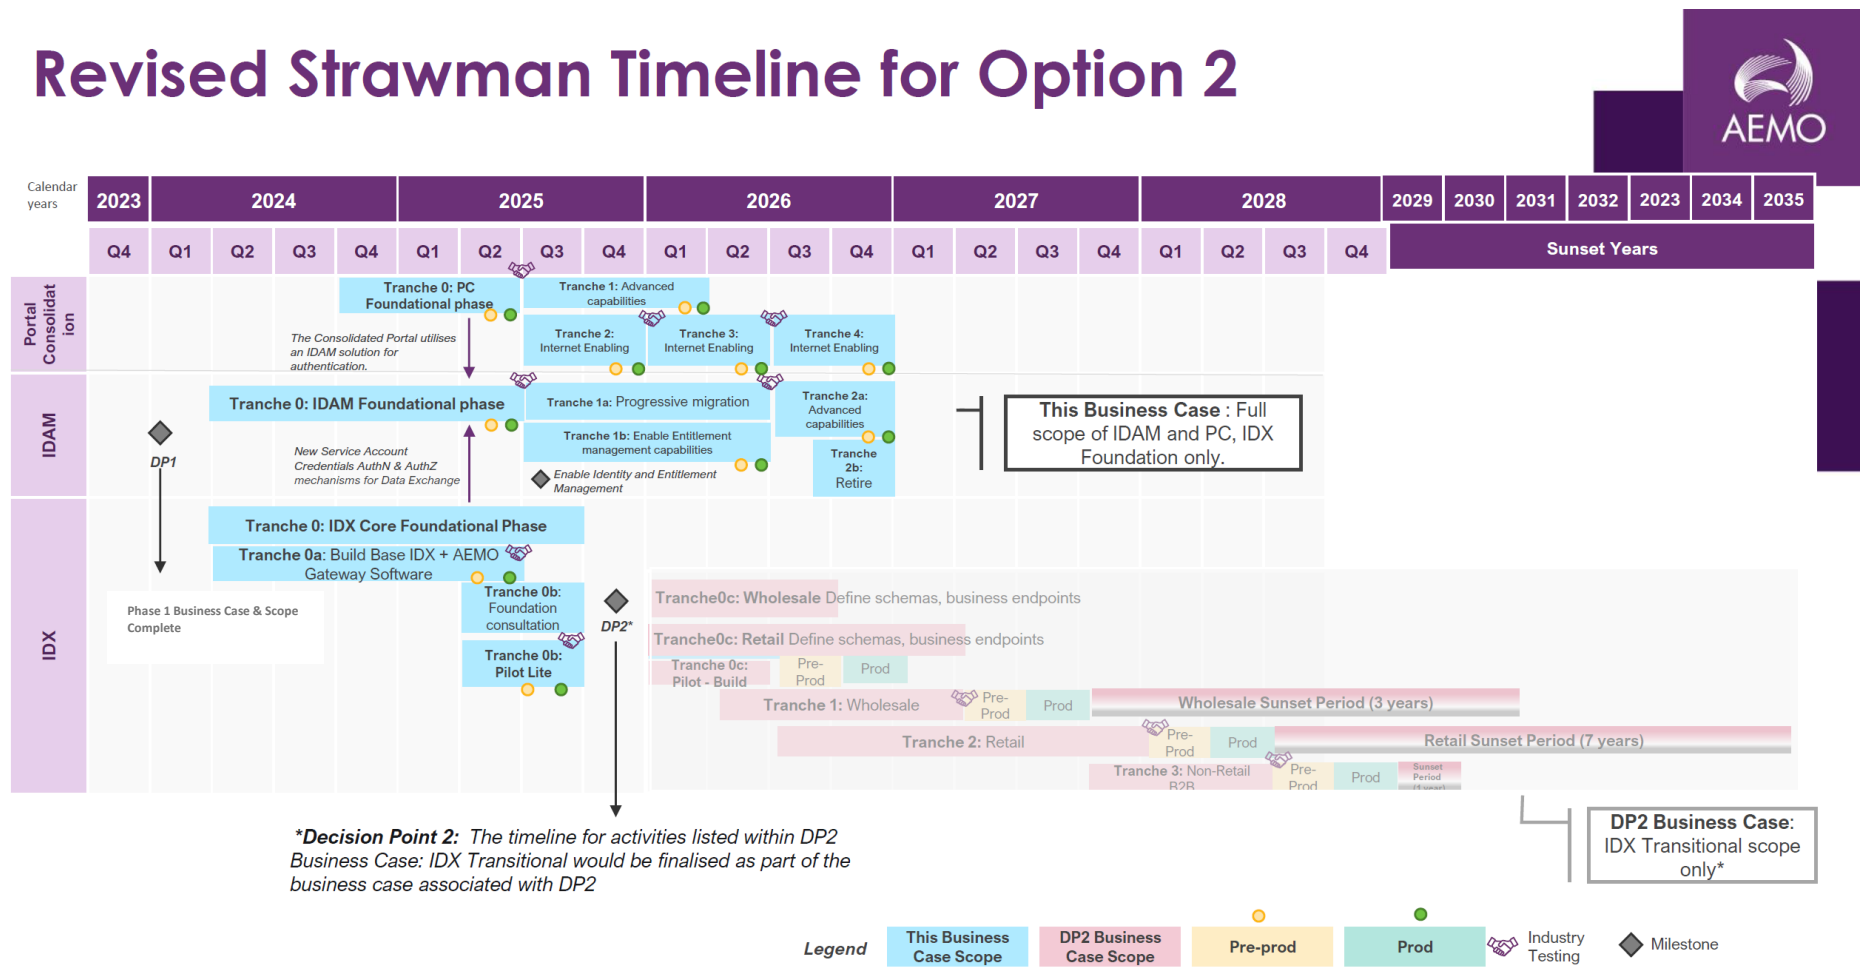 Revised Strawman Timeline for Option 2
AEMO
Calendar
years
2023 2024 2025 2026 2027 2028 2029 2030 2031 2032 2023 2034 2035
Q4 Q1 Q2 Q3 Q4 Q1 Q2 Q3 Q4 Q1 Q2 Q3 Q4 Q1 Q2 Q3 Q4 Q1 Q2 Q3 Q4 Sunset Years
Portal
Consolidat
ion
Tranche 0: PC
Foundational phase
Tranche 1: Advanced
capabilities
The Consolidated Portal utilises
an IDAM solution for
authentication.
Tranche 2:
Internet Enabling
Tranche 3:
Internet Enabling
Tranche 4:
Internet Enabling
IDAM
DP1
Tranche 0: IDAM Foundational phase
Tranche 1a: Progressive migration
Tranche 2a:
Advanced
capabilities
Tranche 1b: Enable Entitlement
management capabilities
New Service Account
Credentials AuthN & AuthZ
mechanisms for Data Exchange
Enable Identity and Entitlement
Management
Tranche
2b:
Retire
This Business Case : Full
scope of IDAM and PC, IDX
Foundation only.
IDX
Tranche 0: IDX Core Foundational Phase
Tranche 0a: Build Base IDX + AEMO
Gateway Software
Tranche 0b:
Foundation
consultation
Tranche 0b:
Pilot Lite
Phase 1 Business Case & Scope
Complete
DP2*
Tranche0c: Wholesale Define schemas, business endpoints
Tranche0c: Retail Define schemas, business endpoints
Tranche 0c:
Pilot - Build
Pre-
Prod
Prod
Tranche 1: Wholesale
Pre-
Prod
Prod
Wholesale Sunset Period (3 years)
Tranche 2: Retail
Pre-
Prod
Prod
Retail Sunset Period (7 years)
Tranche 3: Non-Retail
B2B
Pre-
Prod
Prod
Sunset
Period
(1 year)
*Decision Point 2: The timeline for activities listed within DP2
Business Case: IDX Transitional would be finalised as part of the
business case associated with DP2
DP2 Business Case:
IDX Transitional scope
only*
Legend
This Business
Case Scope
DP2 Business
Case Scope
Pre-prod
Prod
Industry
Testing
Milestone